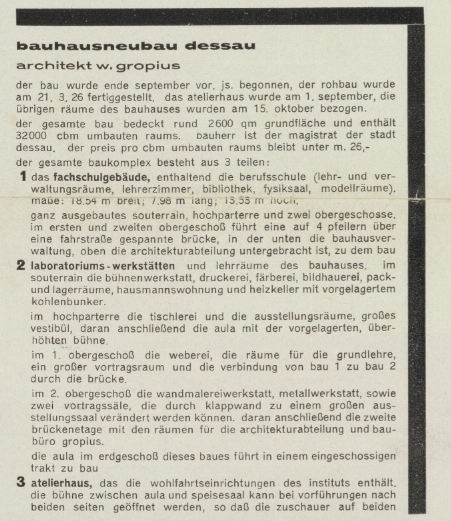 bauhausneubau dessau
architekt w. gropius
der bau wurde ende september vor. js. begonnen, der rohbau wurde
am 21. 3. 26 fertiggestellt. das atelierhaus wurde am 1. september, die
übrigen räume des bauhauses wurden am 15. oktober bezogen.
der gesamte bau bedeckt rund 2600 qm grundfläche und enthält
32000 cbm umbauten raums. bauherr ist der magistrat der stadt
dessau. der preis pro cbm umbauten raums bleibt unter m. 26,-
der gesamte baukomplex besteht aus 3 teilen:
1 das fachschulgebäude, enthaltend die berufsschule (lehr- und ver-
waltungsräume, lehrerzimmer, bibliothek, fysiksaal, modellräume).
maße: 18.54 m breit; 7,98 m lang; 13,33 m hoch.
ganz ausgebautes souterrain, hochparterre und zwei obergeschosse.
im ersten und zweiten obergeschoß führt eine auf 4 pfeilern über
eine fahrstraße gespannte brücke, in der unten die bauhausver-
waltung, oben die architekturabteilung untergebracht ist, zu dem bau
2 laboratoriums-werkstätten und lehrräume des bauhauses. im
souterrain die bühnenwerkstatt, druckerei, färberei, bildhauerei, pack-
und lagerräume, hausmannswohnung und heizkeller mit vorgelagertem
kohlenbunker.
im hochparterre die tischlerei und die ausstellungsräume, großes
vestibül, daran anschließend die aula mit der vorgelagerten, über-
höhten bühne.
im 1. obergeschoß die weberei, die räume für die grundlehre,
ein großer vortragsraum und die verbindung von bau 1 zu bau 2
durch die brücke.
im 2. obergeschoß die wandmalereiwerkstatt, metallwerkstatt, sowie
zwei vortragssäle, die durch klappwand zu einem großen aus-
stellungssaal verändert werden können. daran anschließend die zweite
brückenetage mit den räumen für die architekturabteilung und bau-
büro gropius.
die aula im erdgeschoß dieses baues führt in einem eingeschossigen
trakt zu bau
3 atelierhaus, das die wohlfahrtseinrichtungen des instituts enthält.
die bühne zwischen aula und speisesaal kann bei vorführungen nach
beiden seiten geöffnet werden, so daß die zuschauer auf beiden